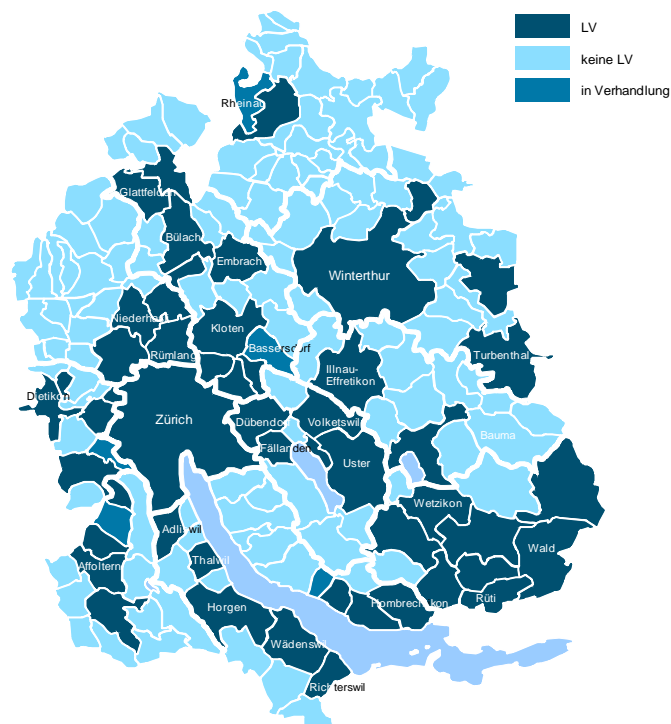 LV
keine LV
in Verhandlung
Rheinau
Glattfelden
Bülach
Embrach
Winterthur
Niederhasli
Kloten
Rümlang
Bassersdorf
Turbenthal
Illnau-
Effretikon
Dietikon
Zürich
Dübendorf
Volketswil
Bauma
Fällanden
Uster
Wetzikon
Adliswil
Wald
Thalwil
Affoltern
Rüti
Horgen
Hombrechtikon
Wädenswil
Richterswil